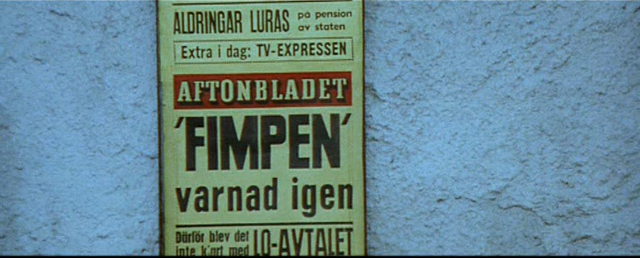 ALDRINGAR LURAS på pension
av staten
Extra i dag: TV-EXPRESSEN
AFTONBLADET
'FIMPEN'
varnad igen
Därför blev det
inte klart med LO-AVTALET